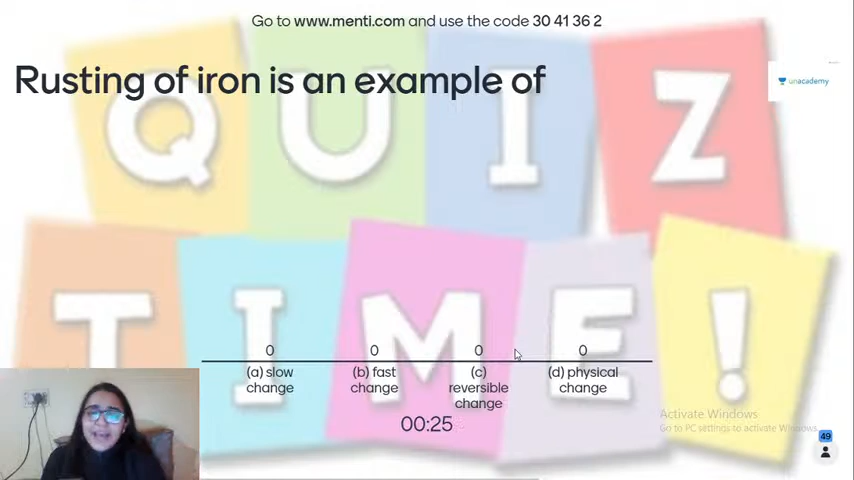 Go to www.menti.com and use the code 30 41 36 2
Rusting of iron is an example of
unacademy
QUIZ
TIME!
0 0 0 0
(a) slow change
(b) fast change
(c) reversible change
(d) physical change
00:25
Activate Windows
Go to PC settings to activate Windows.
49